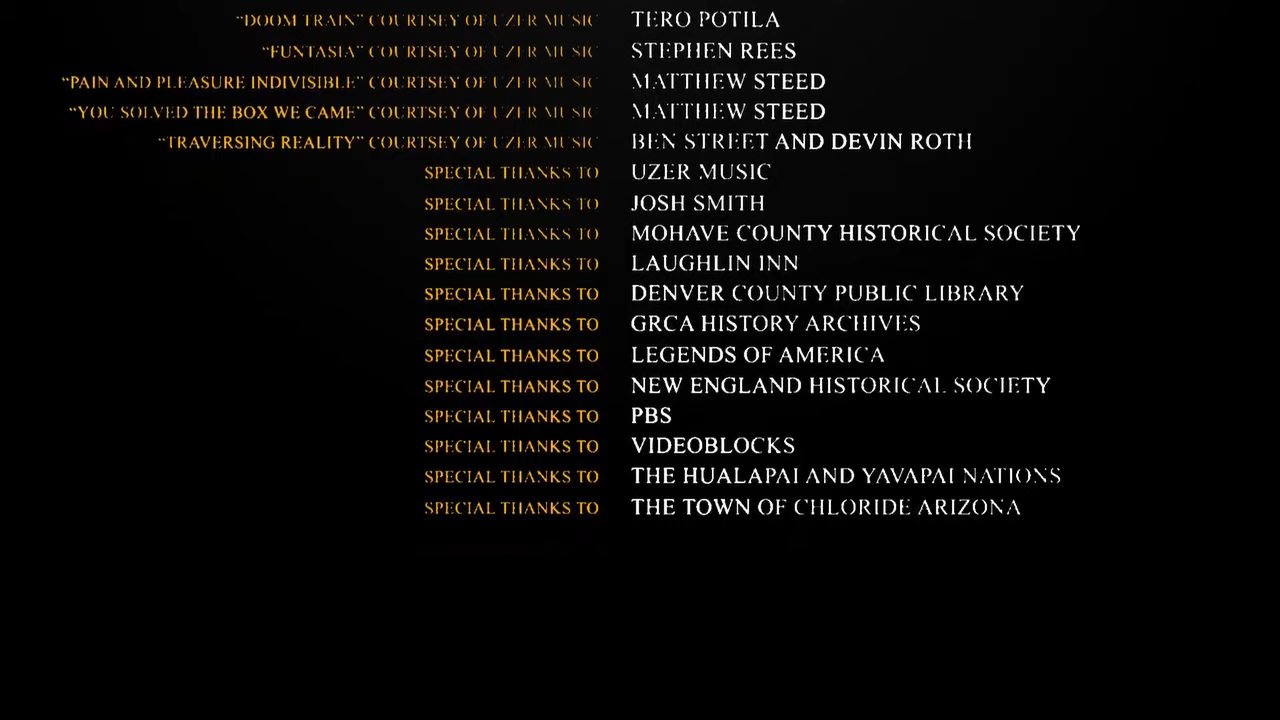 “DOOM TRAIN” COURTSEY OF UZER MUSIC TERO POTILA
“FUNTASIA” COURTSEY OF UZER MUSIC STEPHEN REES
“PAIN AND PLEASURE INDIVISIBLE” COURTSEY OF UZER MUSIC MATTHEW STEED
“YOU SOLVED THE BOX WE CAME” COURTSEY OF UZER MUSIC MATTHEW STEED
“TRAVERSING REALITY” COURTSEY OF UZER MUSIC BEN STREET AND DEVIN ROTH
SPECIAL THANKS TO UZER MUSIC
SPECIAL THANKS TO JOSH SMITH
SPECIAL THANKS TO MOHAVE COUNTY HISTORICAL SOCIETY
SPECIAL THANKS TO LAUGHLIN INN
SPECIAL THANKS TO DENVER COUNTY PUBLIC LIBRARY
SPECIAL THANKS TO GRCA HISTORY ARCHIVES
SPECIAL THANKS TO LEGENDS OF AMERICA
SPECIAL THANKS TO NEW ENGLAND HISTORICAL SOCIETY
SPECIAL THANKS TO PBS
SPECIAL THANKS TO VIDEOBLOCKS
SPECIAL THANKS TO THE HUALAPAI AND YAVAPAI NATIONS
SPECIAL THANKS TO THE TOWN OF CHLORIDE ARIZONA